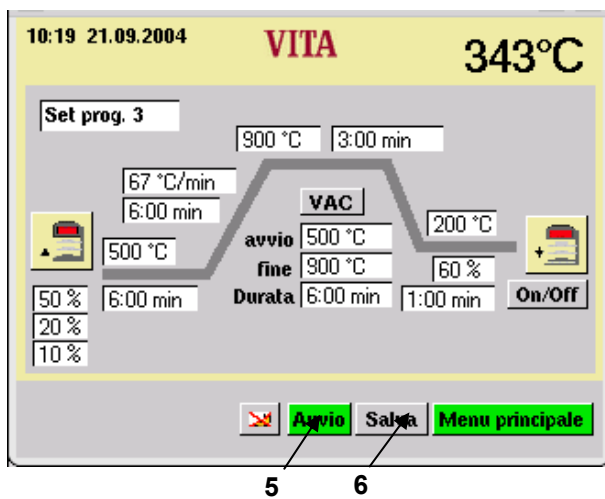 10:19 21.09.2004 VITA 343°C
Set prog. 3
900 °C 3:00 min
67 °C/min
6:00 min
VAC
500 °C
avvio 500 °C
200 °C
fine 900 °C
60 %
50 % 6:00 min Durata 6:00 min 1:00 min On/Off
20 %
10 %
Avvio Salva Menu principale
5 6